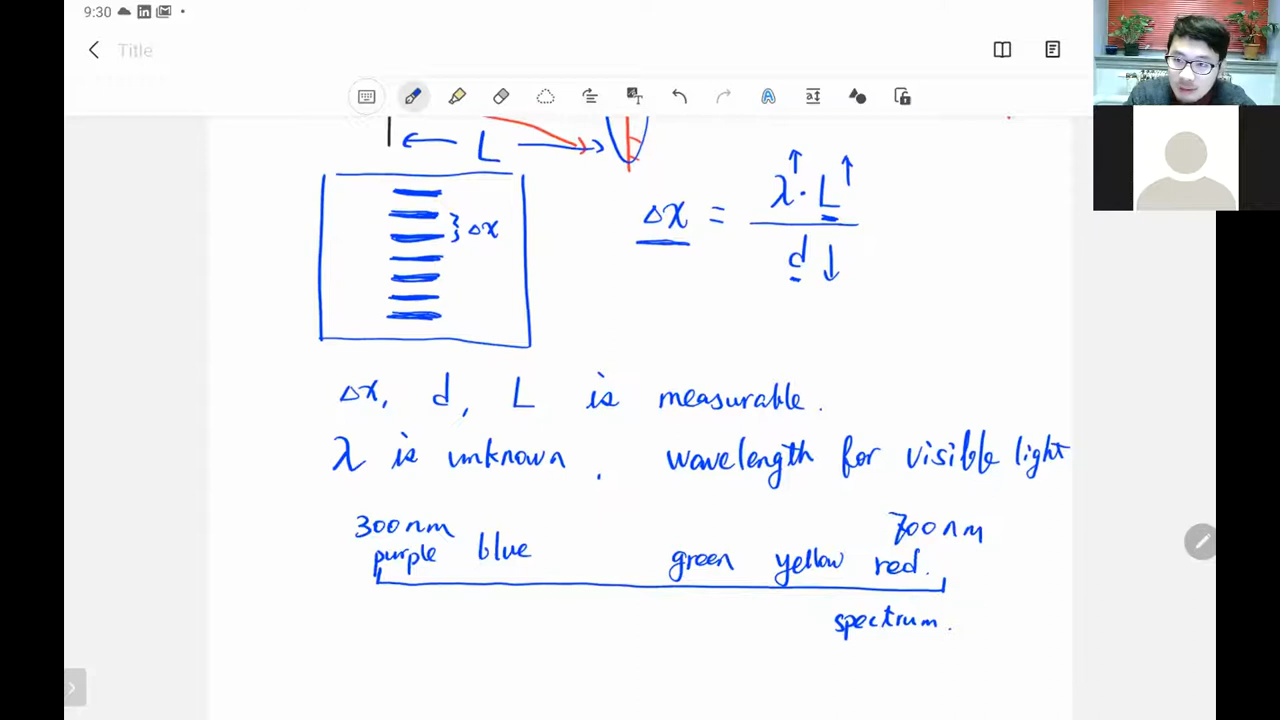 9:30
Title
L
Δx
Δx = λ · L / d
Δx, d, L is measurable.
λ is unknown. wavelength for visible light
300nm 700nm
purple blue green yellow red.
spectrum.